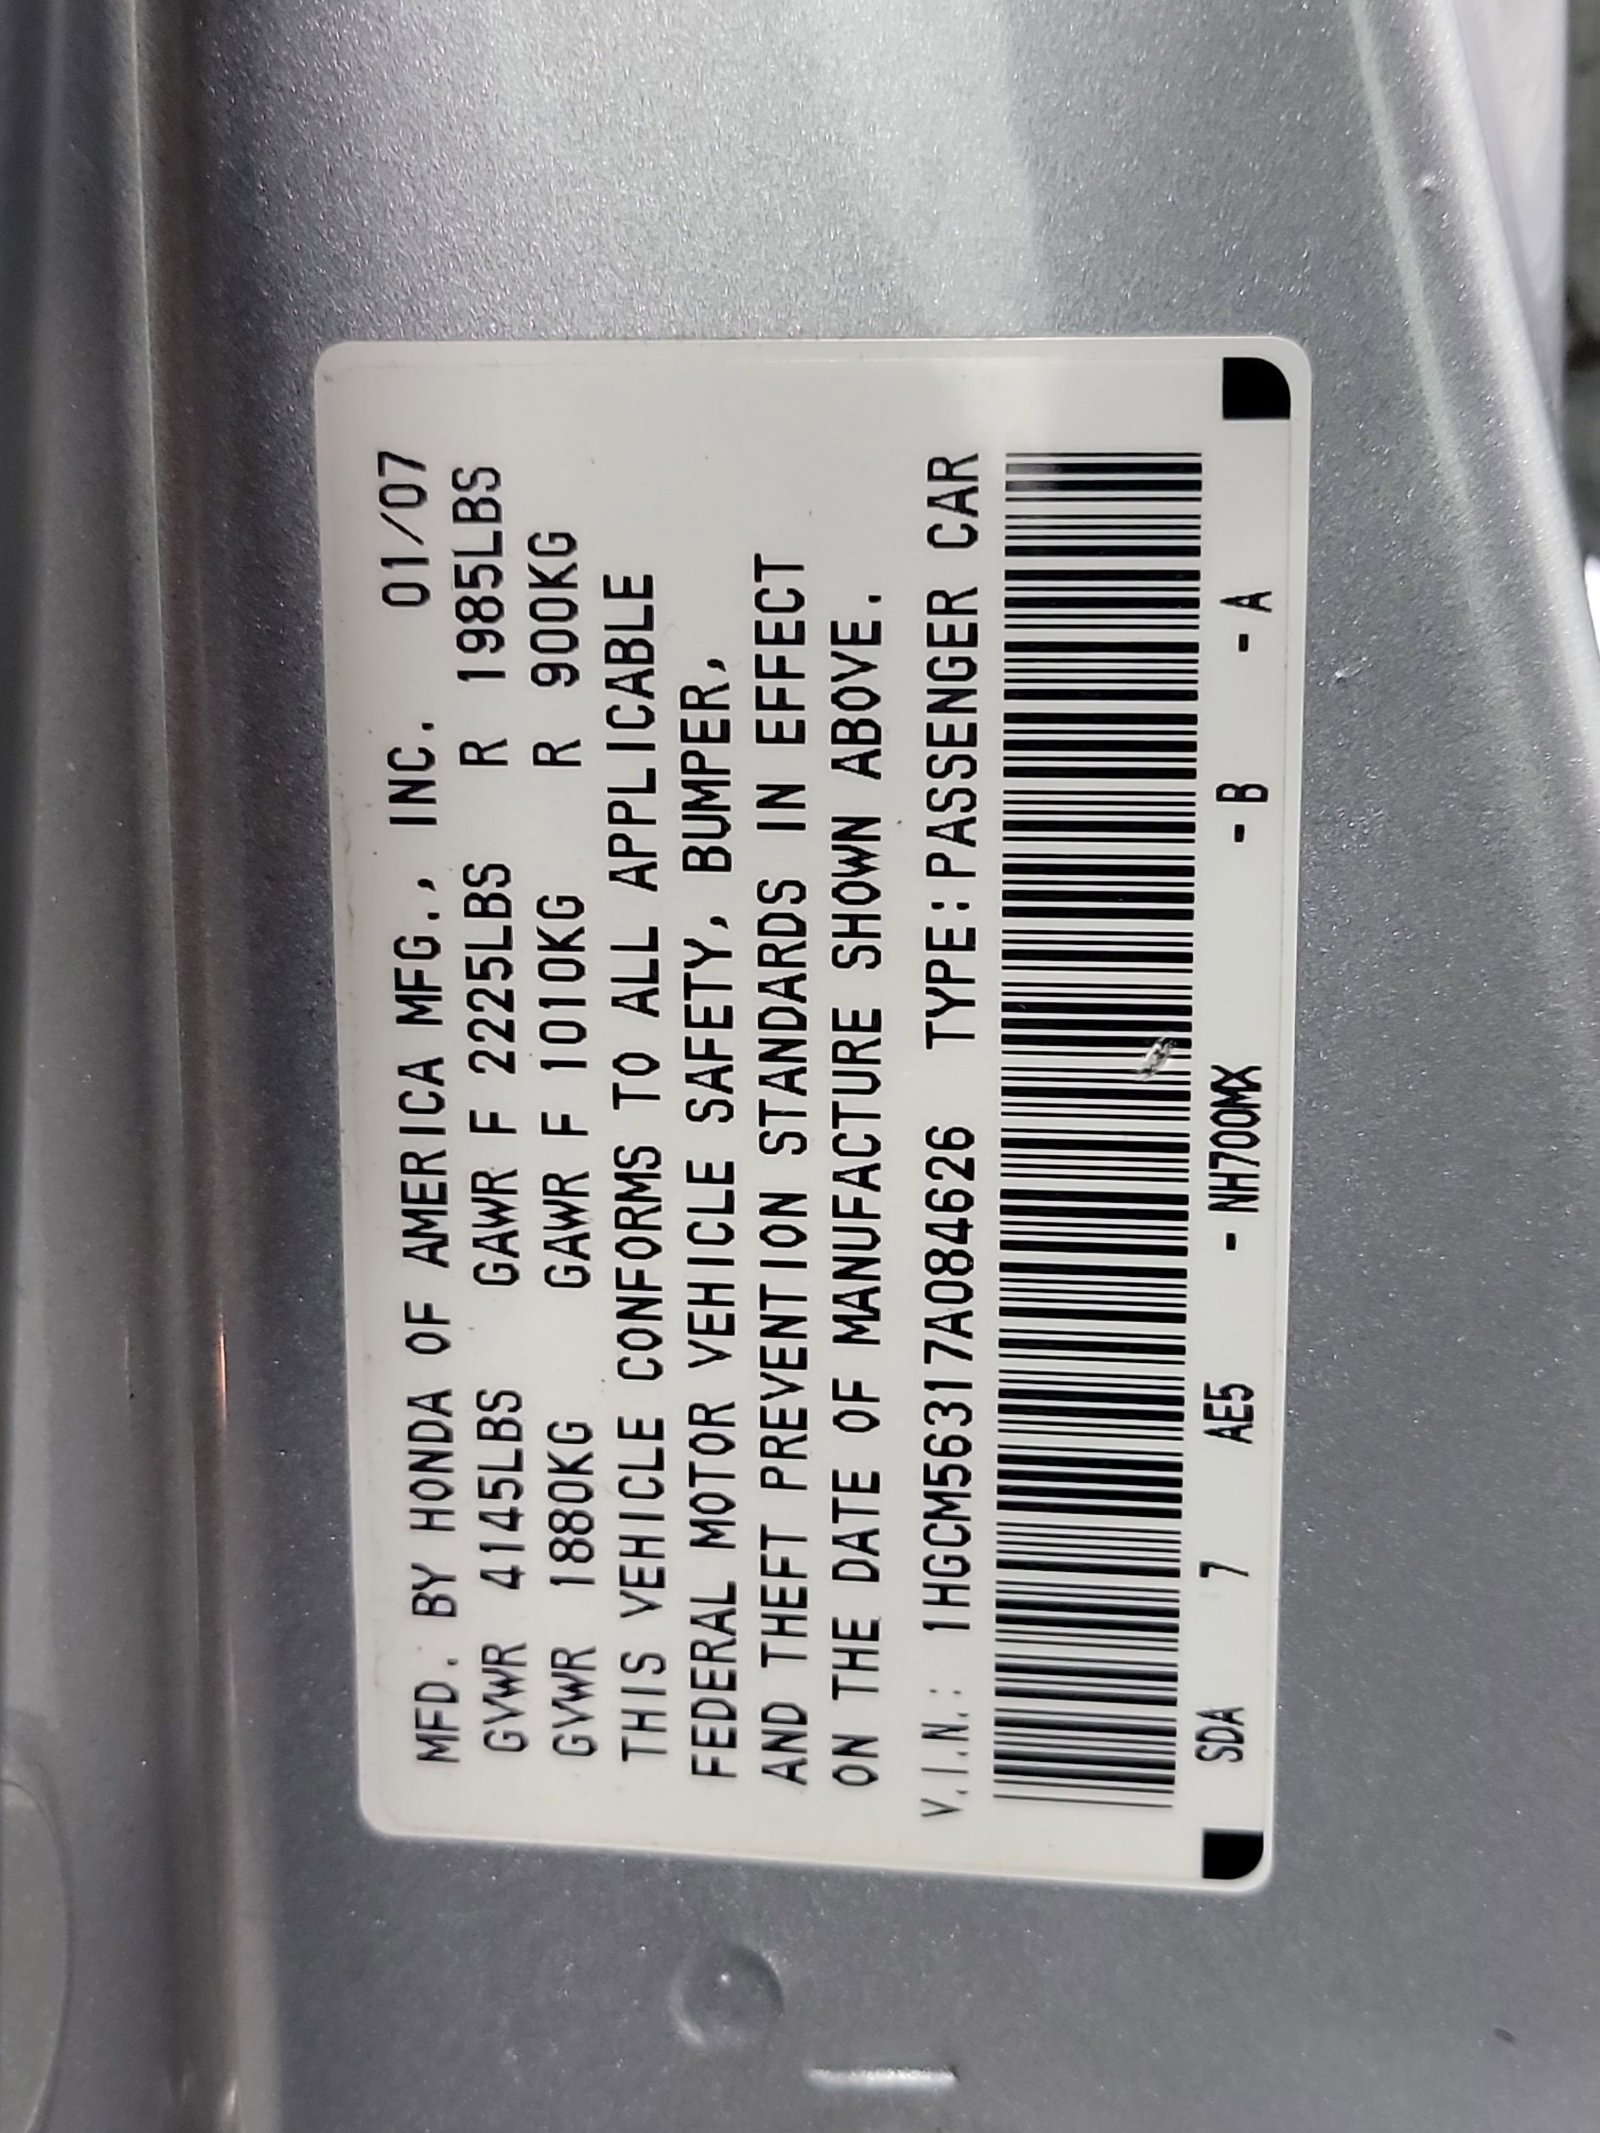 MFD. BY HONDA OF AMERICA MFG., INC. 01/07
GVWR 4145LBS GAWR F 2225LBS R 1985LBS
GVWR 1880KG GAWR F 1010KG R 900KG
THIS VEHICLE CONFORMS TO ALL APPLICABLE
FEDERAL MOTOR VEHICLE SAFETY, BUMPER,
AND THEFT PREVENTION STANDARDS IN EFFECT
ON THE DATE OF MANUFACTURE SHOWN ABOVE.
V.I.N.: 1HGCM56317A084626 TYPE:PASSENGER CAR
SDA 7 AE5 - NH700MX - B - A